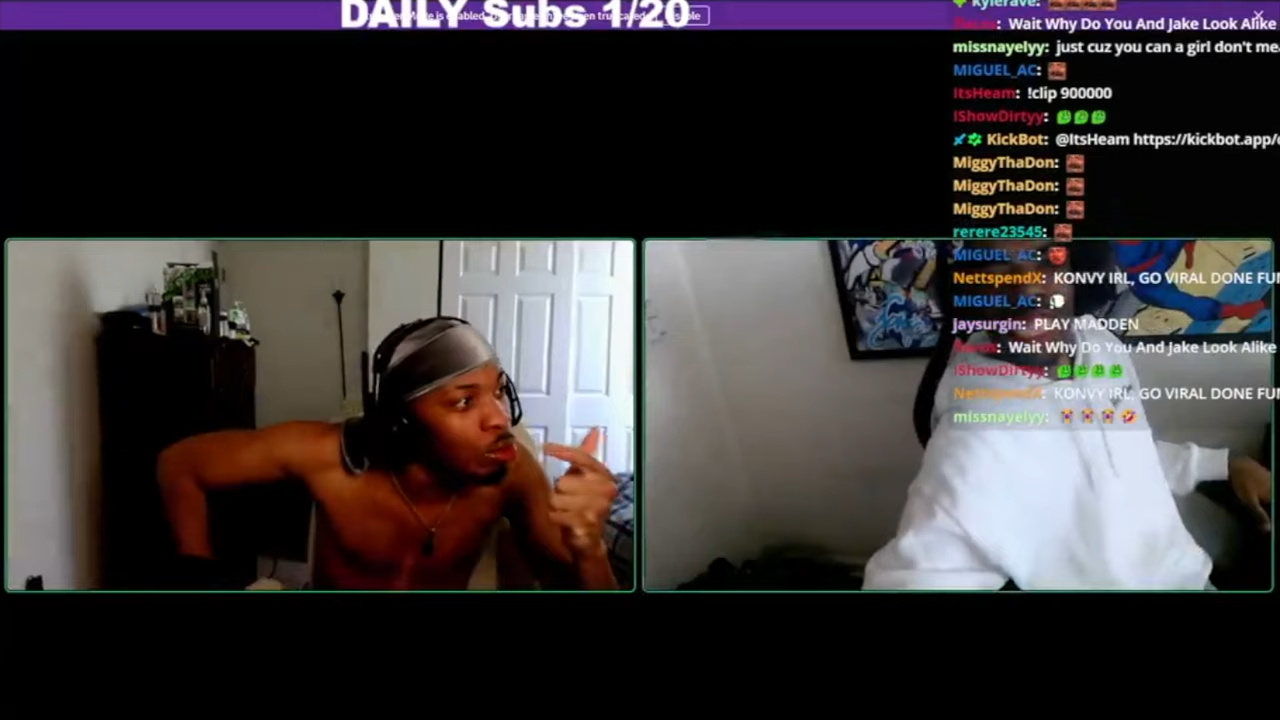 DAILY Subs 1/20
kylerave:
Wait Why Do You And Jake Look Alike
missnayelyy: just cuz you can a girl don't me
MIGUEL_AC:
ItsHeam: !clip 900000
IShowDirtyy:
KickBot: @ItsHeam https://kickbot.app/
MiggyThaDon:
MiggyThaDon:
MiggyThaDon:
rerere23545:
MIGUEL_AC:
NettspendX: KONVY IRL, GO VIRAL DONE FU
MIGUEL_AC:
Jaysurgin: PLAY MADDEN
Wait Why Do You And Jake Look Alike
IShowDirtyy:
NettspendX: KONVY IRL, GO VIRAL DONE FU
missnayelyy: